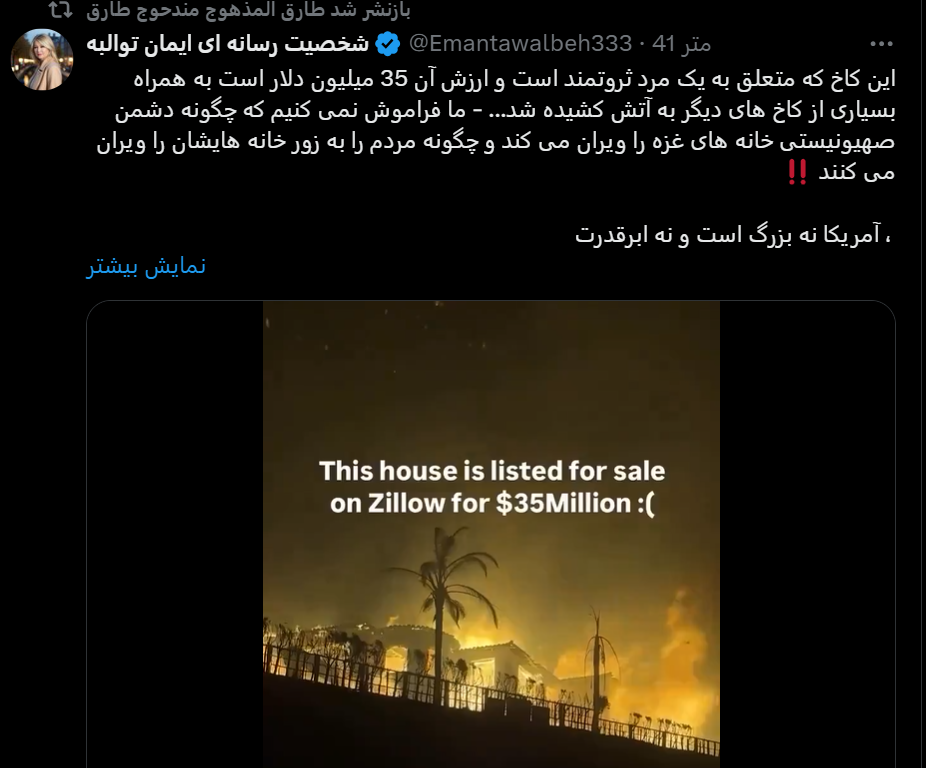 بازنشر شد طارق المذهوج مندحوج طارق
شخصیت رسانه ای ایمان توالبه @Emantawalbeh333 · 41 متر
این کاخ که متعلق به یک مرد ثروتمند است و ارزش آن 35 میلیون دلار است به همراه
بسیاری از کاخ های دیگر به آتش کشیده شد... - ما فراموش نمی کنیم که چگونه دشمن
صهیونیستی خانه های غزه را ویران می کند و چگونه مردم را به زور خانه هایشان را ویران
می کنند ‼️
، آمریکا نه بزرگ است و نه ابرقدرت
نمایش بیشتر
This house is listed for sale
on Zillow for $35Million :(